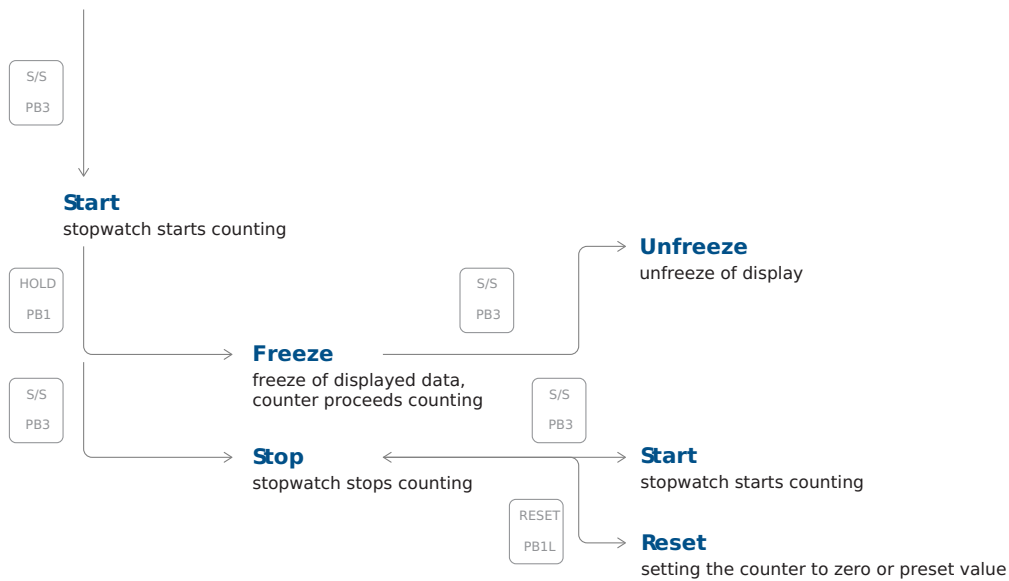 S/S
PB3
Start
stopwatch starts counting
HOLD
PB1
S/S
PB3
Unfreeze
unfreeze of display
Freeze
freeze of displayed data,
counter proceeds counting
S/S
PB3
S/S
PB3
Stop
stopwatch stops counting
Start
stopwatch starts counting
RESET
PB1L
Reset
setting the counter to zero or preset value